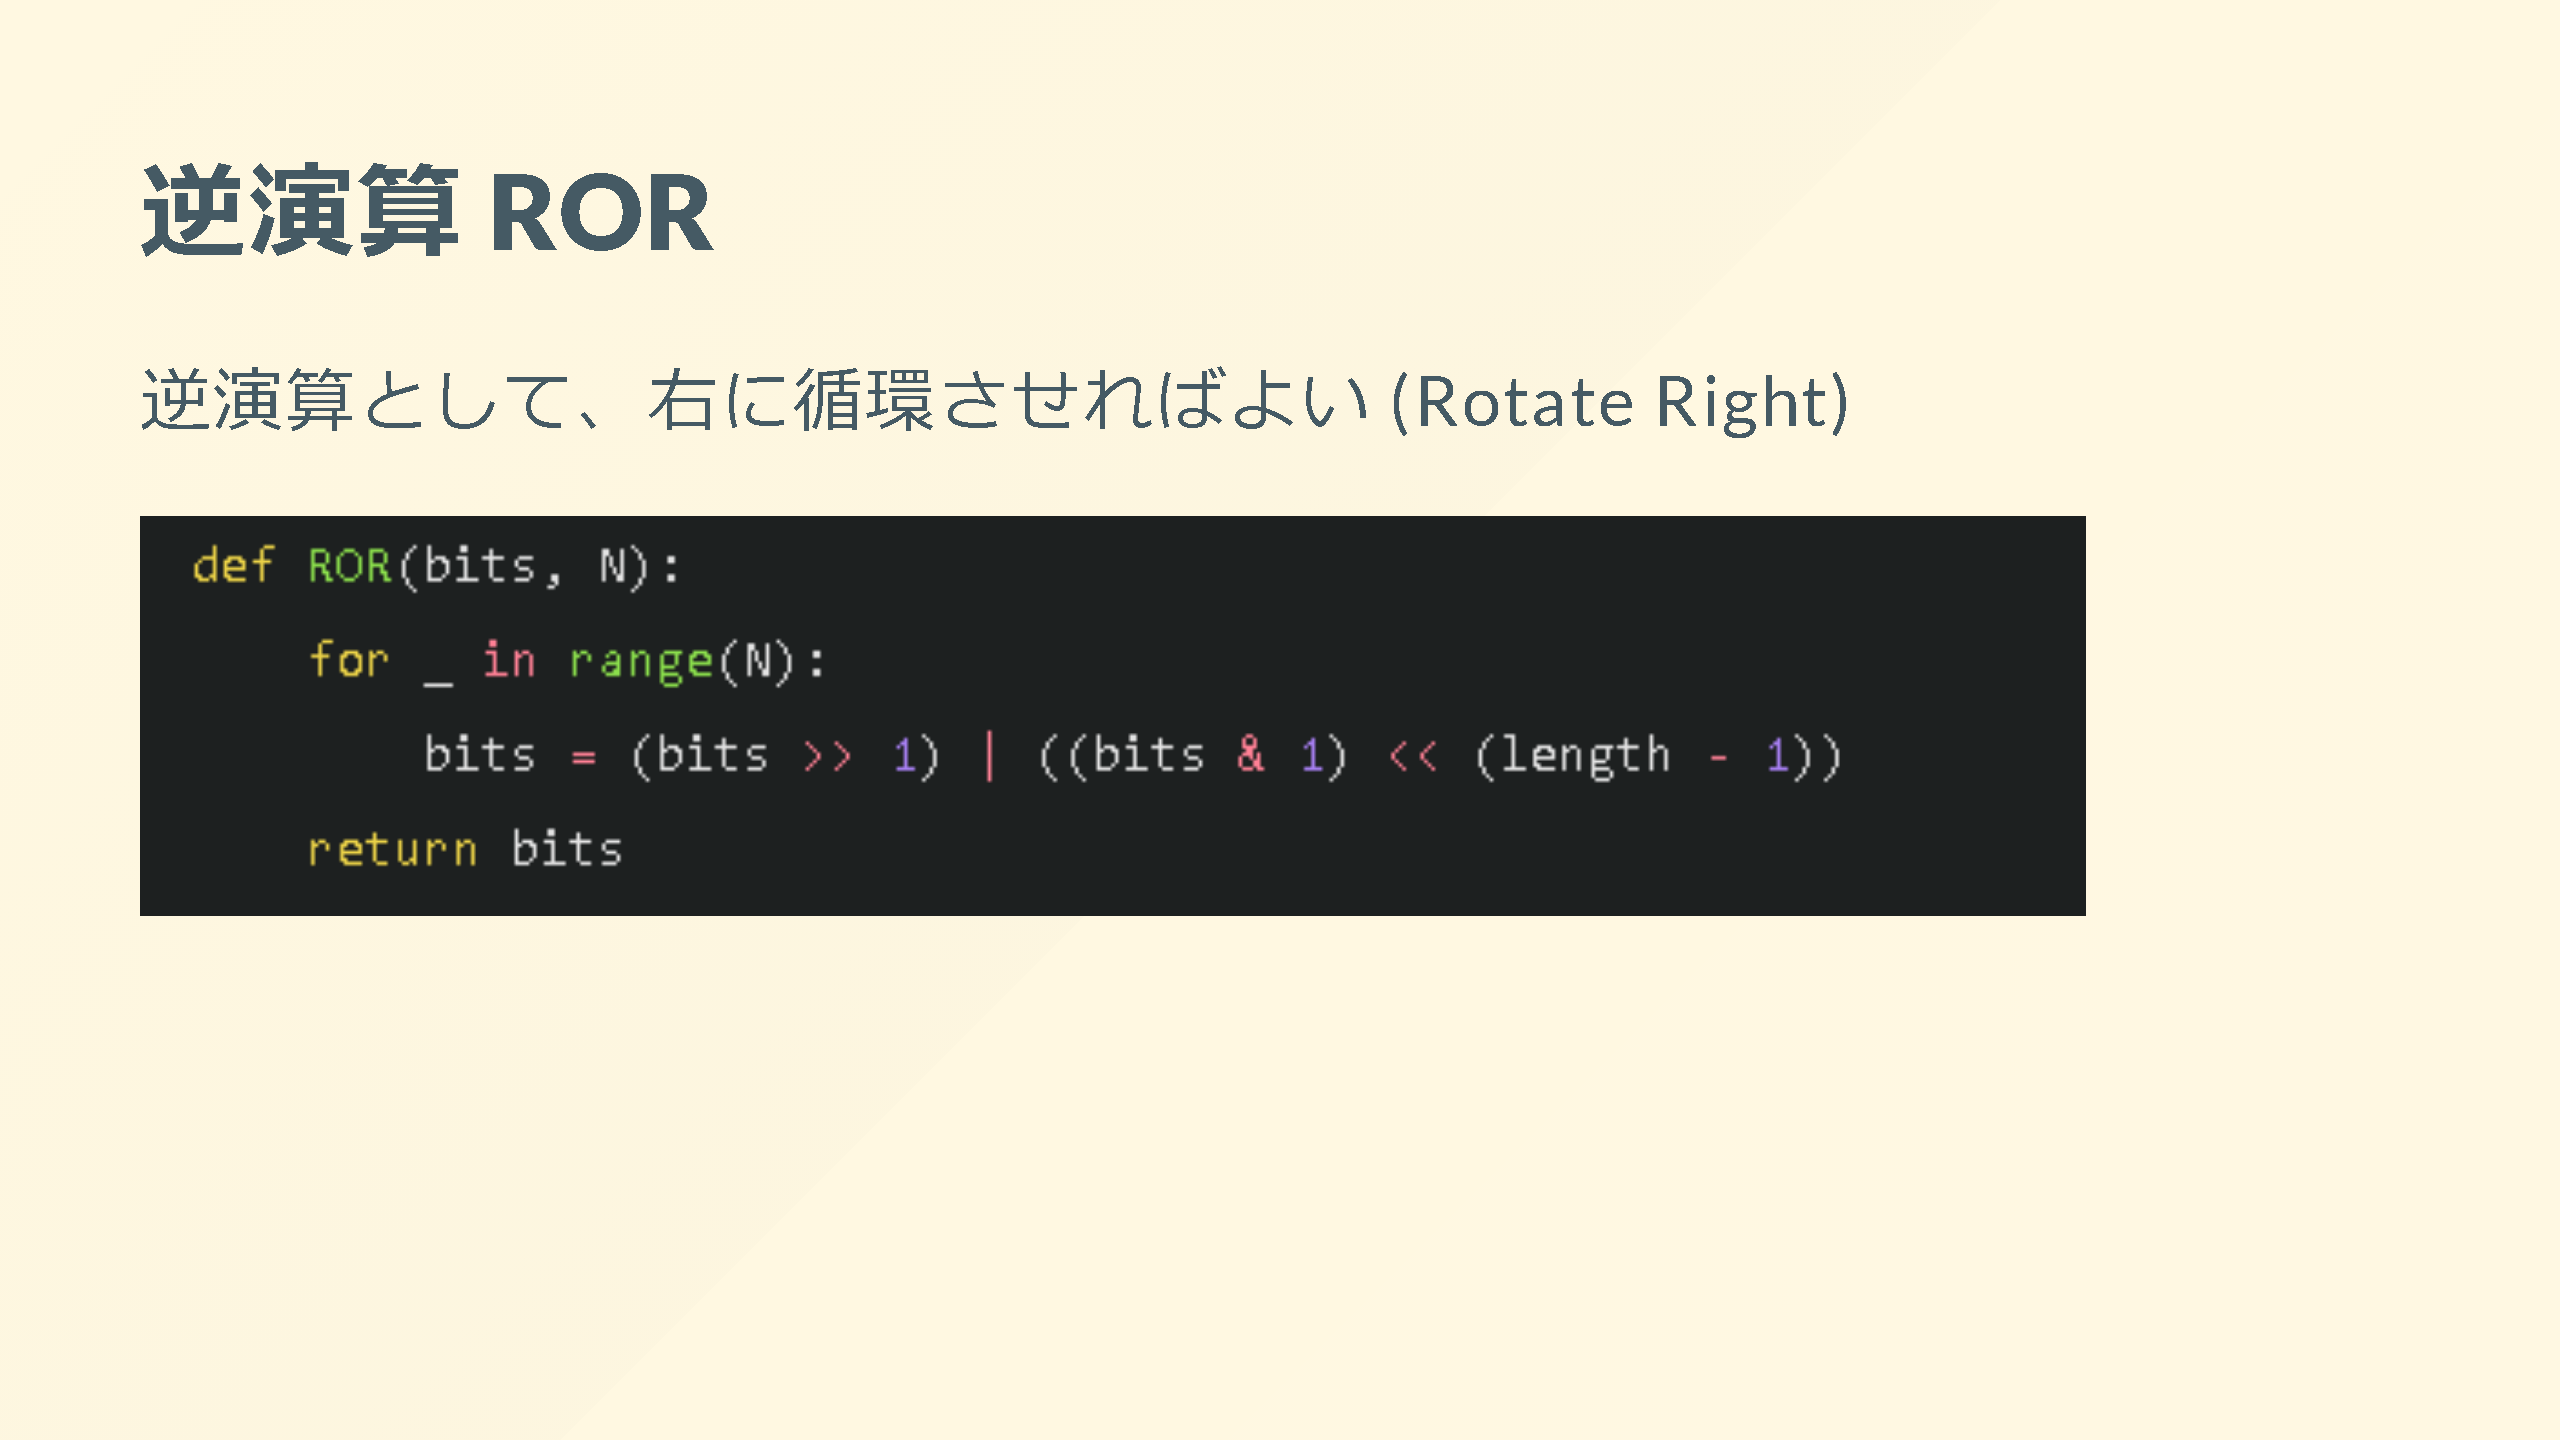 逆演算 ROR
逆演算として、右に循環させればよい (Rotate Right)
def ROR(bits, N):
    for _ in range(N):
        bits = (bits >> 1) | ((bits & 1) << (length - 1))
    return bits